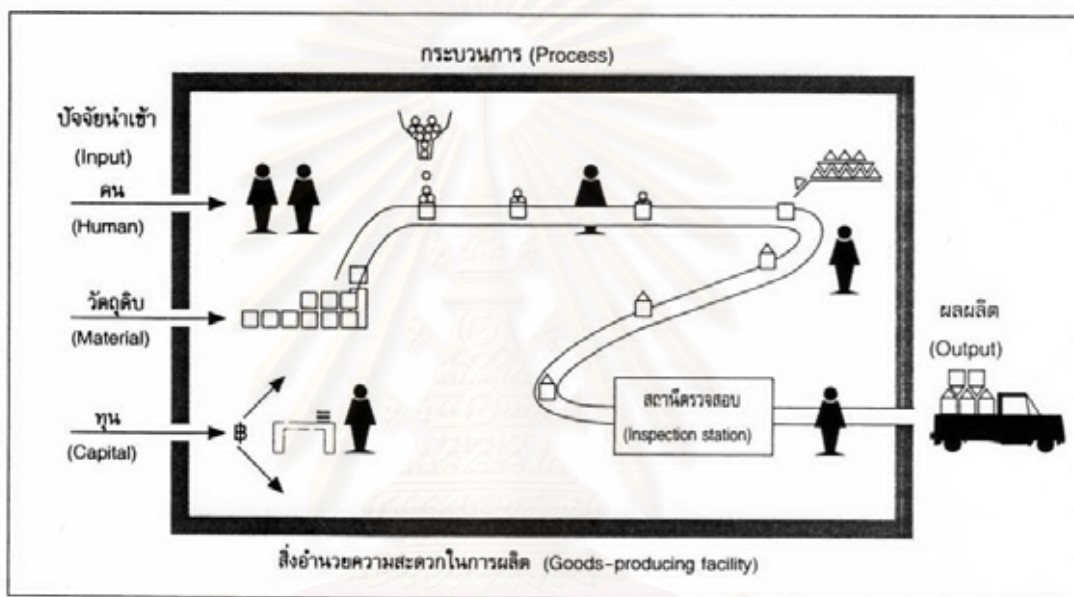 กระบวนการ (Process)
ปัจจัยนำเข้า
(Input)
คน
(Human)
วัตถุดิบ
(Material)
ทุน
(Capital)
฿
สถานีตรวจสอบ
(Inspection station)
ผลผลิต
(Output)
สิ่งอำนวยความสะดวกในการผลิต (Goods-producing facility)